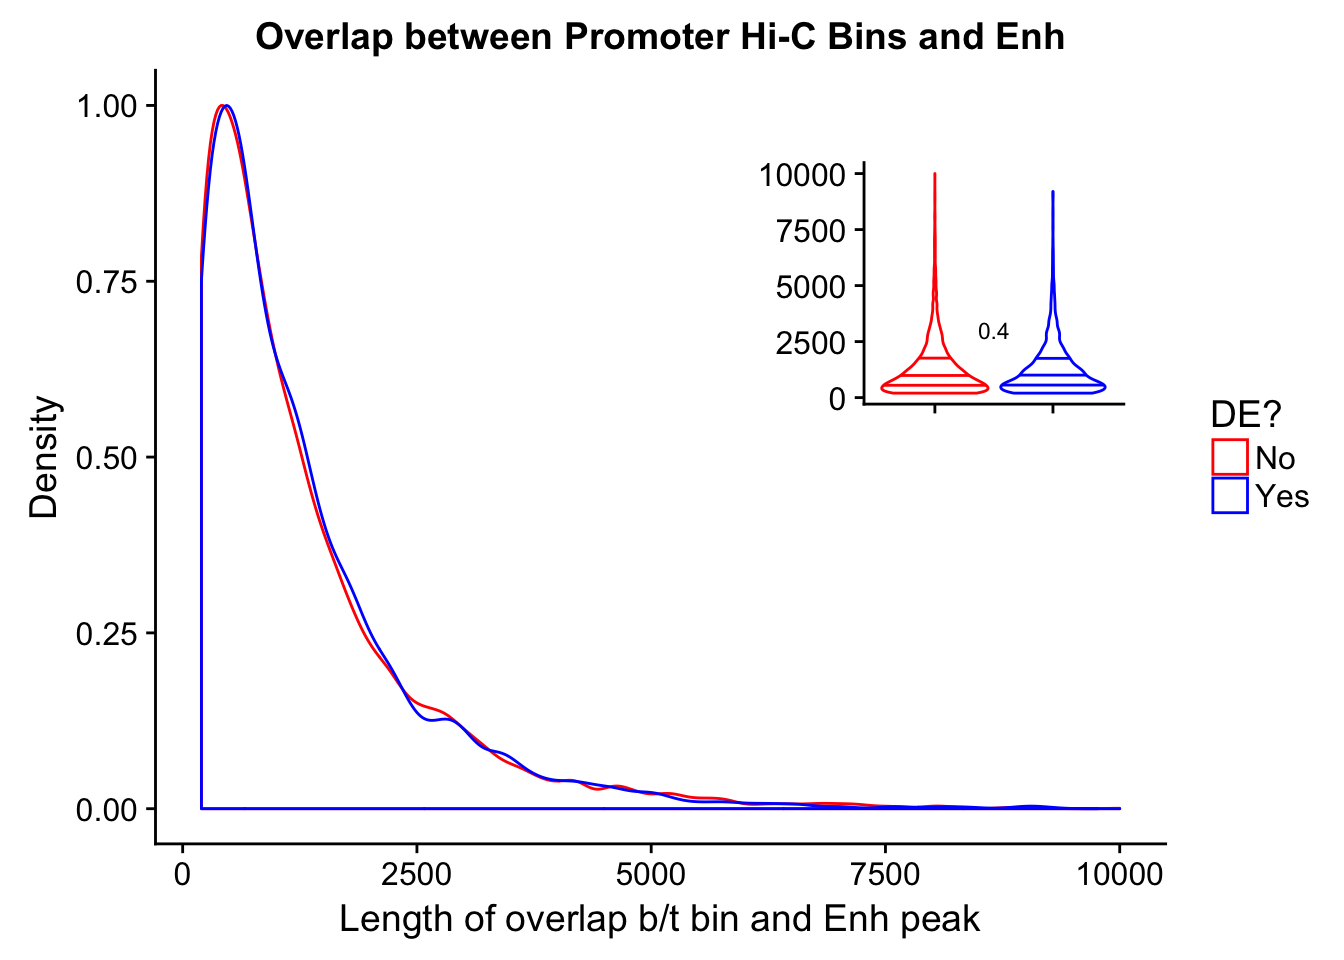 Overlap between Promoter Hi-C Bins and Enh
1.00
0.75
0.50
0.25
0.00
Density
0
2500
5000
7500
10000
Length of overlap b/t bin and Enh peak
10000
7500
5000
2500
0
0.4
DE?
No
Yes